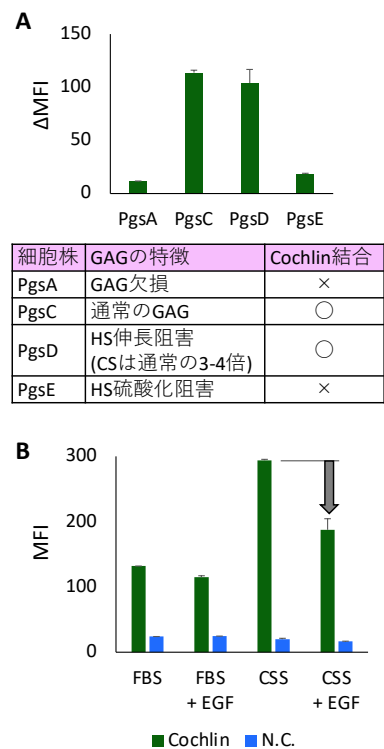 A
150
100
50
0
ΔMFI
PgsA PgsC PgsD PgsE
細胞株 GAGの特徴 Cochlin結合
PgsA GAG欠損 ×
PgsC 通常のGAG ○
PgsD HS伸長阻害 ○
(CSは通常の3-4倍)
PgsE HS硫酸化阻害 ×
B
300
200
100
0
MFI
FBS FBS CSS CSS
+ EGF + EGF
Cochlin N.C.